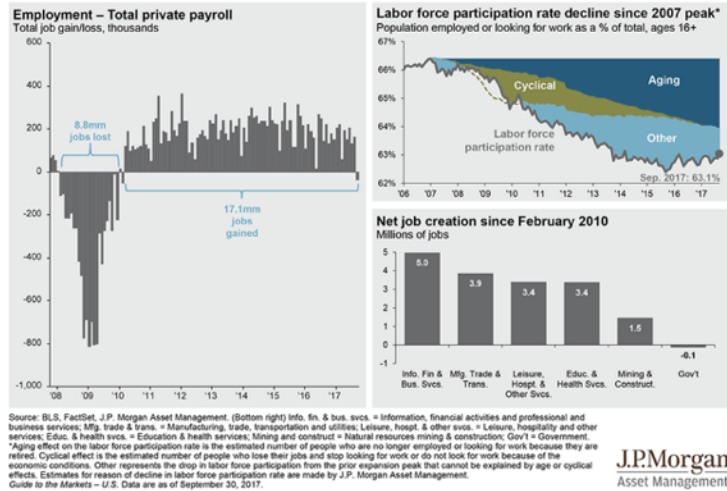 Employment – Total private payroll
Total job gain/loss, thousands
600
400
200
0
-200
-400
-600
-800
-1,000
8.8mm
jobs lost
17.1mm
jobs
gained
'08
'09
'10
'11
'12
'13
'14
'15
'16
'17
Labor force participation rate decline since 2007 peak*
Population employed or looking for work as a % of total, ages 16+
67%
66%
65%
64%
63%
62%
Cyclical
Aging
Other
Labor force
participation rate
Sep. 2017: 63.1%
'06
'07
'08
'09
'10
'11
'12
'13
'14
'15
'16
'17
Net job creation since February 2010
Millions of jobs
5
4
3
2
1
0
-1
5.0
3.9
3.4
3.4
1.5
-0.1
Info. Fin &
Bus. Svcs.
Mfg. Trade &
Trans.
Leisure,
Hospt. &
Other Svcs.
Educ. &
Health Svcs.
Mining &
Construct.
Gov't
Source: BLS, FactSet, J.P. Morgan Asset Management. (Bottom right) Info. fin. & bus. svcs. = Information, financial activities and professional and
business services; Mfg. trade & trans. = Manufacturing, trade, transportation and utilities; Leisure, hospt. & other svcs. = Leisure, hospitality and other
services; Educ. & health svcs. = Education & health services; Mining and construct = Natural resources mining & construction; Gov't = Government.
*Aging effect on the labor force participation rate is the estimated number of people who are no longer employed or looking for work because they are
retired. Cyclical effect is the estimated number of people who lose their jobs and stop looking for work or do not look for work because of the
economic conditions. Other represents the drop in labor force participation from the prior expansion peak that cannot be explained by age or cyclical
effects. Estimates for reason of decline in labor force participation rate are made by J.P. Morgan Asset Management.
Guide to the Markets – U.S. Data are as of September 30, 2017.
J.P.Morgan
Asset Management